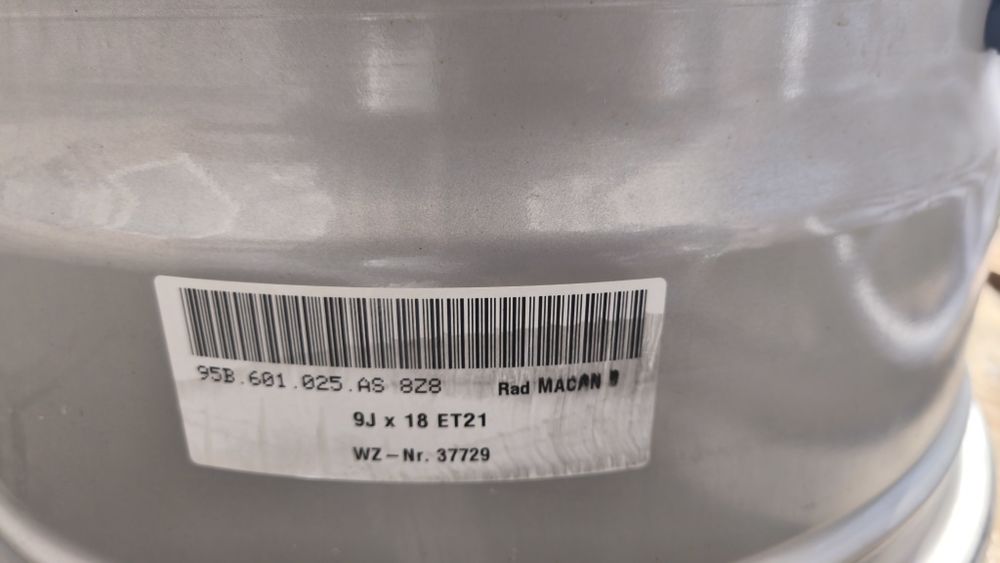 95B.601.025.AS 8Z8 Rad MACAN
9J x 18 ET21
WZ-Nr. 37729